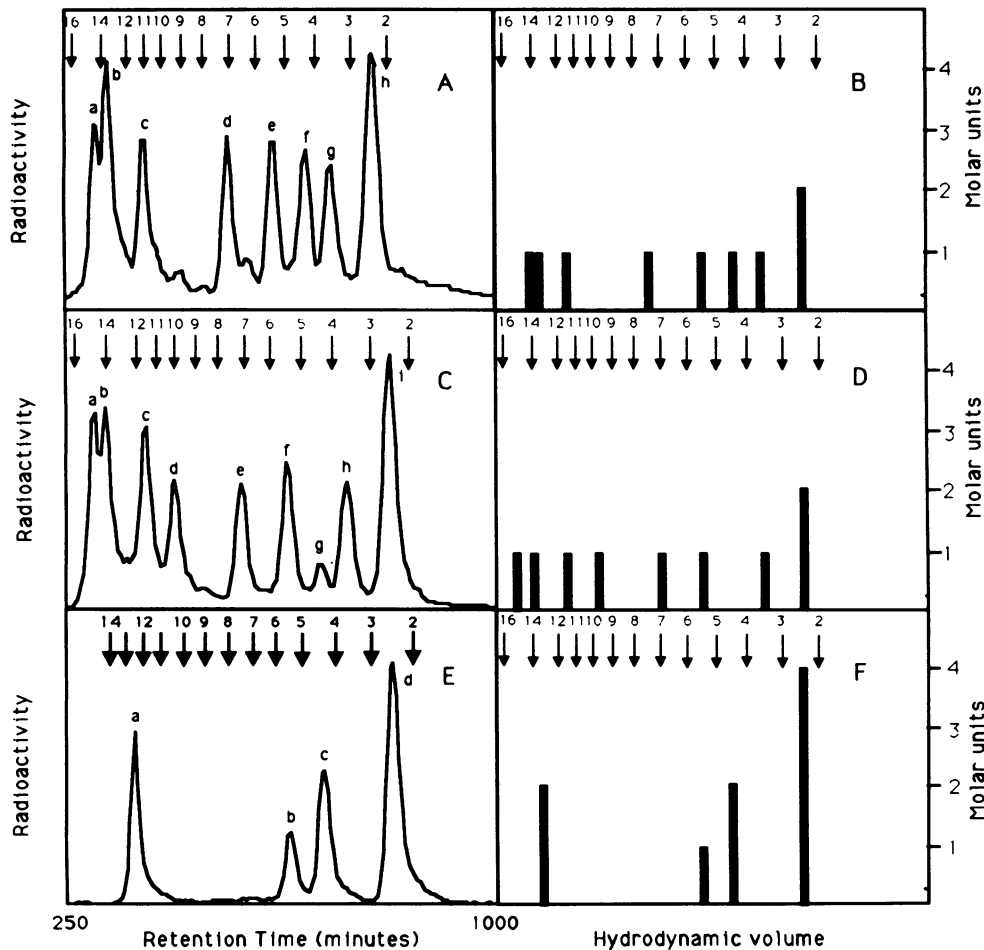 16 14 12 11 10 9 8 7 6 5 4 3 2
a b c d e f g h
A
Radioactivity
16 14 12 11 10 9 8 7 6 5 4 3 2
B
4
3
2
1
Molar units
16 14 12 11 10 9 8 7 6 5 4 3 2
a b c d e f g h i
C
Radioactivity
16 14 12 11 10 9 8 7 6 5 4 3 2
D
4
3
2
1
Molar units
14 12 10 9 8 7 6 5 4 3 2
a b c d
E
Radioactivity
16 14 12 11 10 9 8 7 6 5 4 3 2
F
4
3
2
1
Molar units
250 1000
Retention Time (minutes)
Hydrodynamic volume